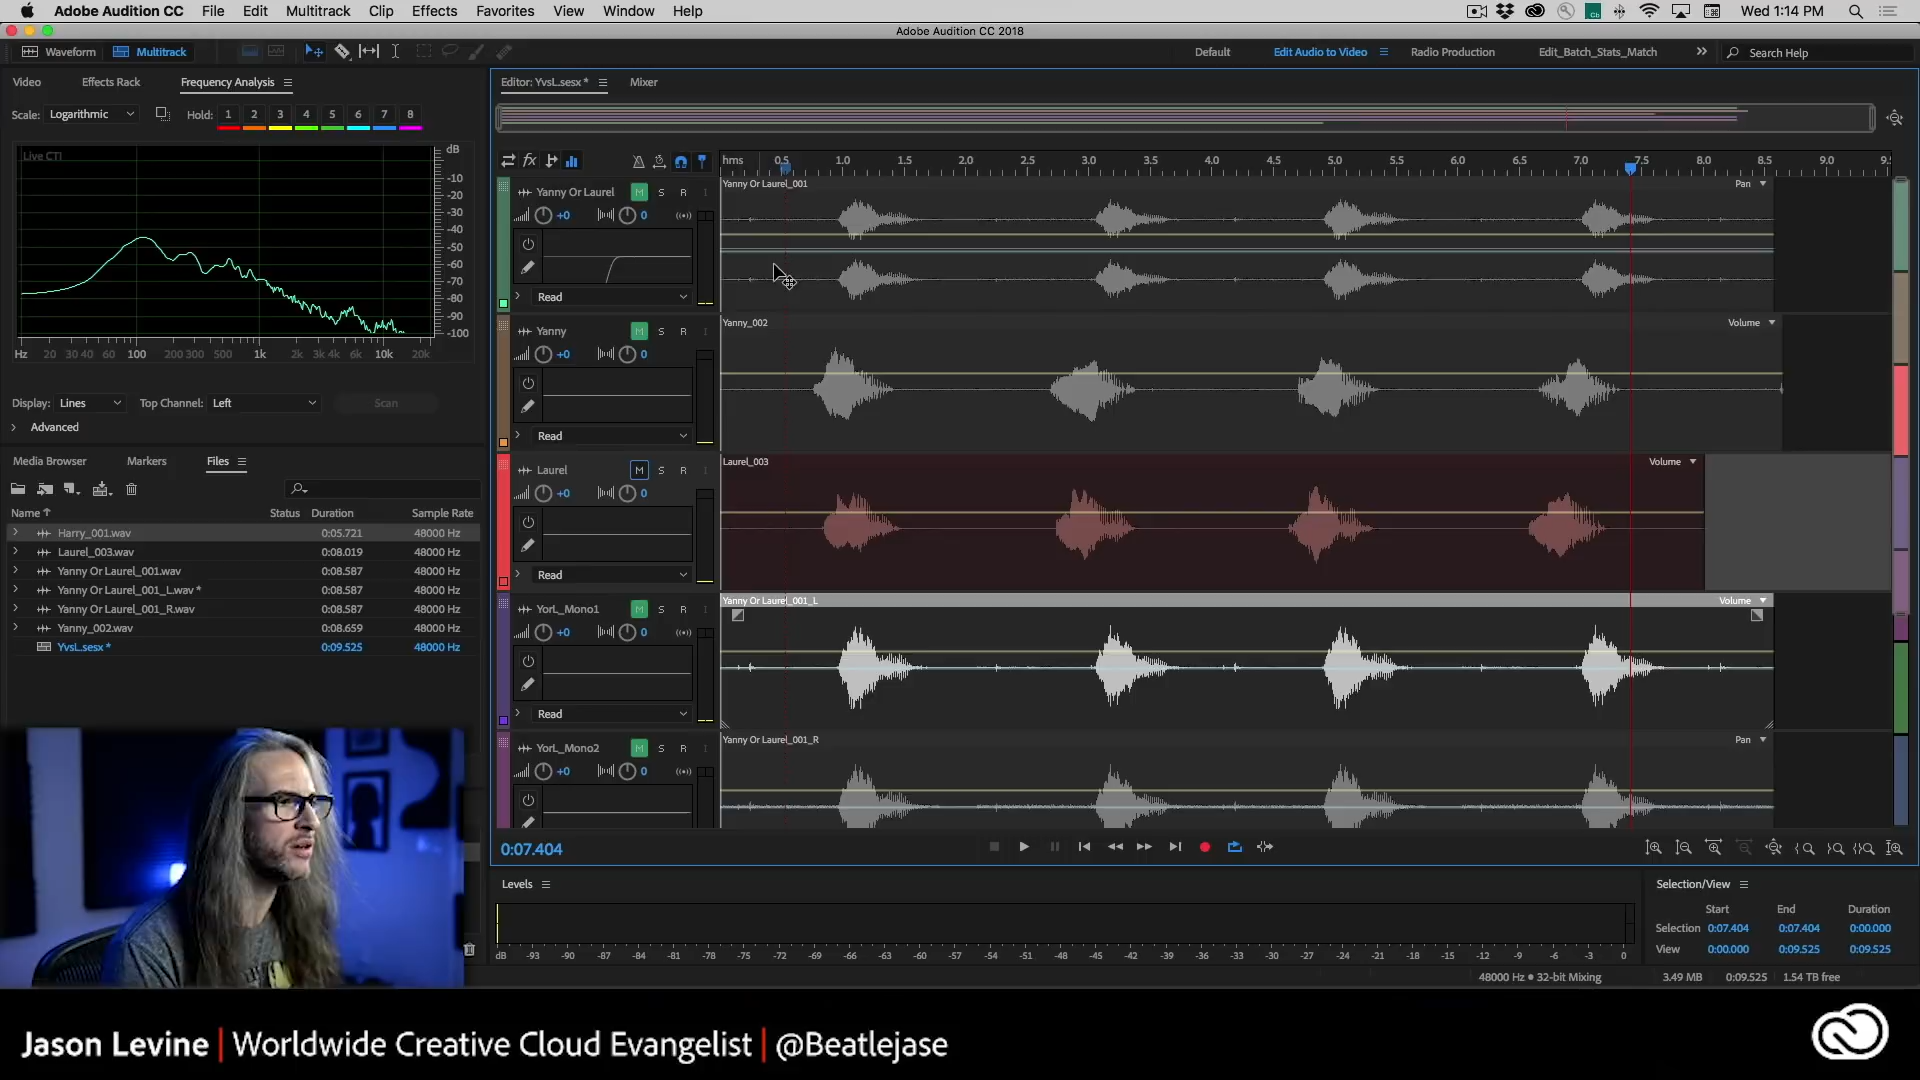 Adobe Audition CC File Edit Multitrack Clip Effects Favorites View Window Help Wed 1:14 PM
Adobe Audition CC 2018
Waveform Multitrack Default Edit Audio to Video Radio Production Edit_Batch_Stats_Match Search Help
Video Effects Rack Frequency Analysis
Scale: Logarithmic Hold: 1 2 3 4 5 6 7 8
Live CTI
dB
-10
-20
-30
-40
-50
-60
-70
-80
-90
-100
Hz 20 30 40 60 100 200 300 500 1k 2k 3k 4k 6k 10k 20k
Display: Lines Top Channel: Left Scan
Advanced
Media Browser Markers Files
Name Status Duration Sample Rate
Harry_001.wav 0:05.721 48000 Hz
Laurel_003.wav 0:08.019 48000 Hz
Yanny Or Laurel_001.wav 0:08.587 48000 Hz
Yanny Or Laurel_001_L.wav * 0:08.587 48000 Hz
Yanny Or Laurel_001_R.wav 0:08.587 48000 Hz
Yanny_002.wav 0:08.659 48000 Hz
YvsL.sesx * 0:09.525 48000 Hz
Editor: YvsL.sesx * Mixer
fx hms 0.5 1.0 1.5 2.0 2.5 3.0 3.5 4.0 4.5 5.0 5.5 6.0 6.5 7.0 7.5 8.0 8.5 9.0 9.5
Yanny Or Laurel M S R I
+0 0
Read
Yanny Or Laurel_001 Pan
Yanny M S R I
+0 0
Read
Yanny_002 Volume
Laurel M S R I
+0 0
Read
Laurel_003 Volume
YorL_Mono1 M S R I
+0 0
Read
Yanny Or Laurel_001_L Volume
YorL_Mono2 M S R I
+0 0
Yanny Or Laurel_001_R Pan
0:07.404
Levels
dB -93 -90 -87 -84 -81 -78 -75 -72 -69 -66 -63 -60 -57 -54 -51 -48 -45 -42 -39 -36 -33 -30 -27 -24 -21 -18 -15 -12 -9 -6 -3 0
Selection/View
Start End Duration
Selection 0:07.404 0:07.404 0:00.000
View 0:00.000 0:09.525 0:09.525
48000 Hz • 32-bit Mixing 3.49 MB 0:09.525 1.54 TB free
Jason Levine | Worldwide Creative Cloud Evangelist | @Beatlejase